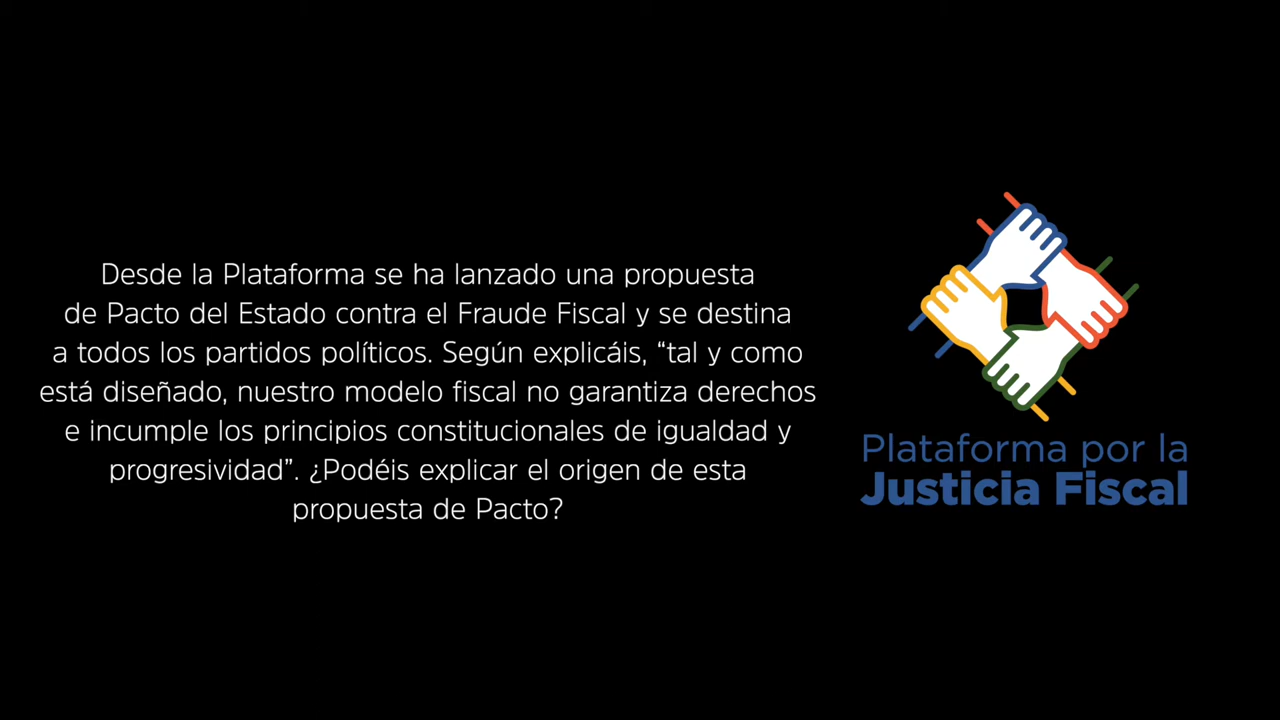 Desde la Plataforma se ha lanzado una propuesta
de Pacto del Estado contra el Fraude Fiscal y se destina
a todos los partidos políticos. Según explicáis, “tal y como
está diseñado, nuestro modelo fiscal no garantiza derechos
e incumple los principios constitucionales de igualdad y
progresividad”. ¿Podéis explicar el origen de esta
propuesta de Pacto?
Plataforma por la
Justicia Fiscal